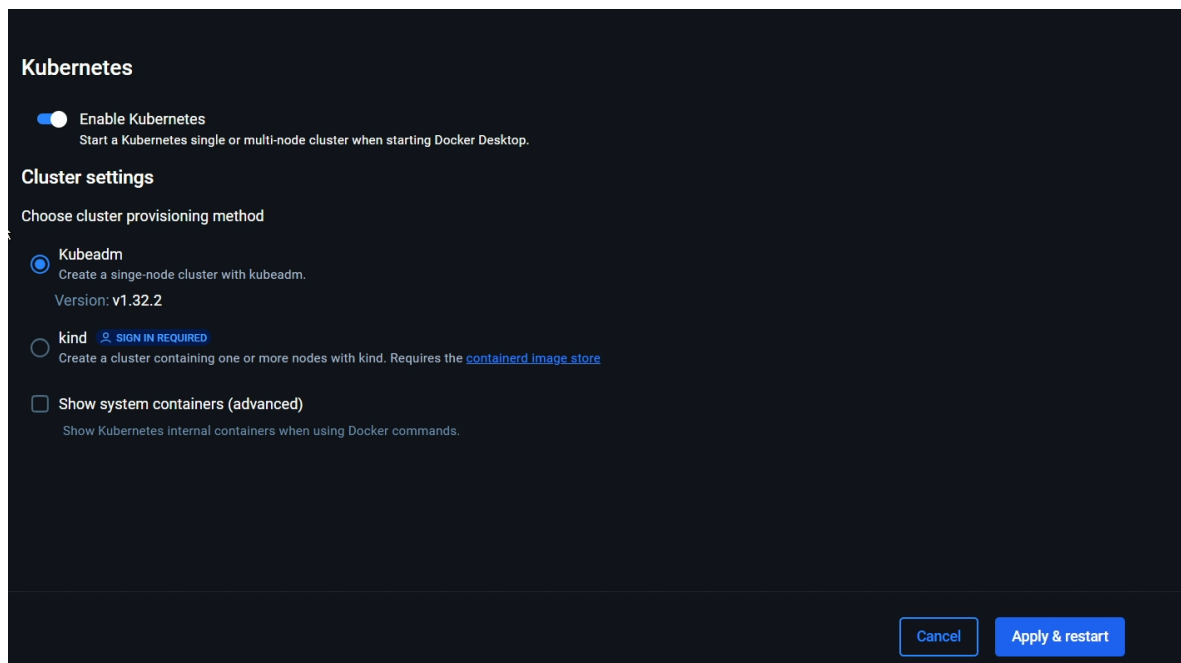 Kubernetes
Enable Kubernetes
Start a Kubernetes single or multi-node cluster when starting Docker Desktop.
Cluster settings
Choose cluster provisioning method
Kubeadm
Create a singe-node cluster with kubeadm.
Version: v1.32.2
kind SIGN IN REQUIRED
Create a cluster containing one or more nodes with kind. Requires the containerd image store
Show system containers (advanced)
Show Kubernetes internal containers when using Docker commands.
Cancel Apply & restart